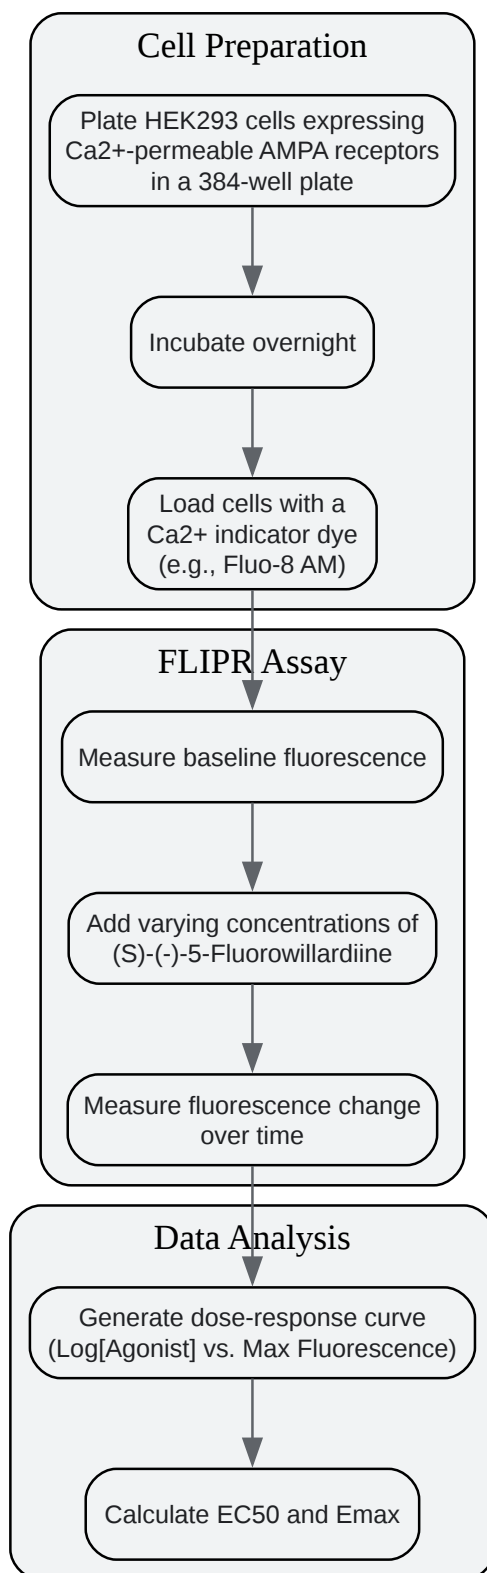 Cell Preparation
Plate HEK293 cells expressing
Ca2+-permeable AMPA receptors
in a 384-well plate
Incubate overnight
Load cells with a
Ca2+ indicator dye
(e.g., Fluo-8 AM)
FLIPR Assay
Measure baseline fluorescence
Add varying concentrations of
(S)-(-)-5-Fluorowillardiine
Measure fluorescence change
over time
Data Analysis
Generate dose-response curve
(Log[Agonist] vs. Max Fluorescence)
Calculate EC50 and Emax